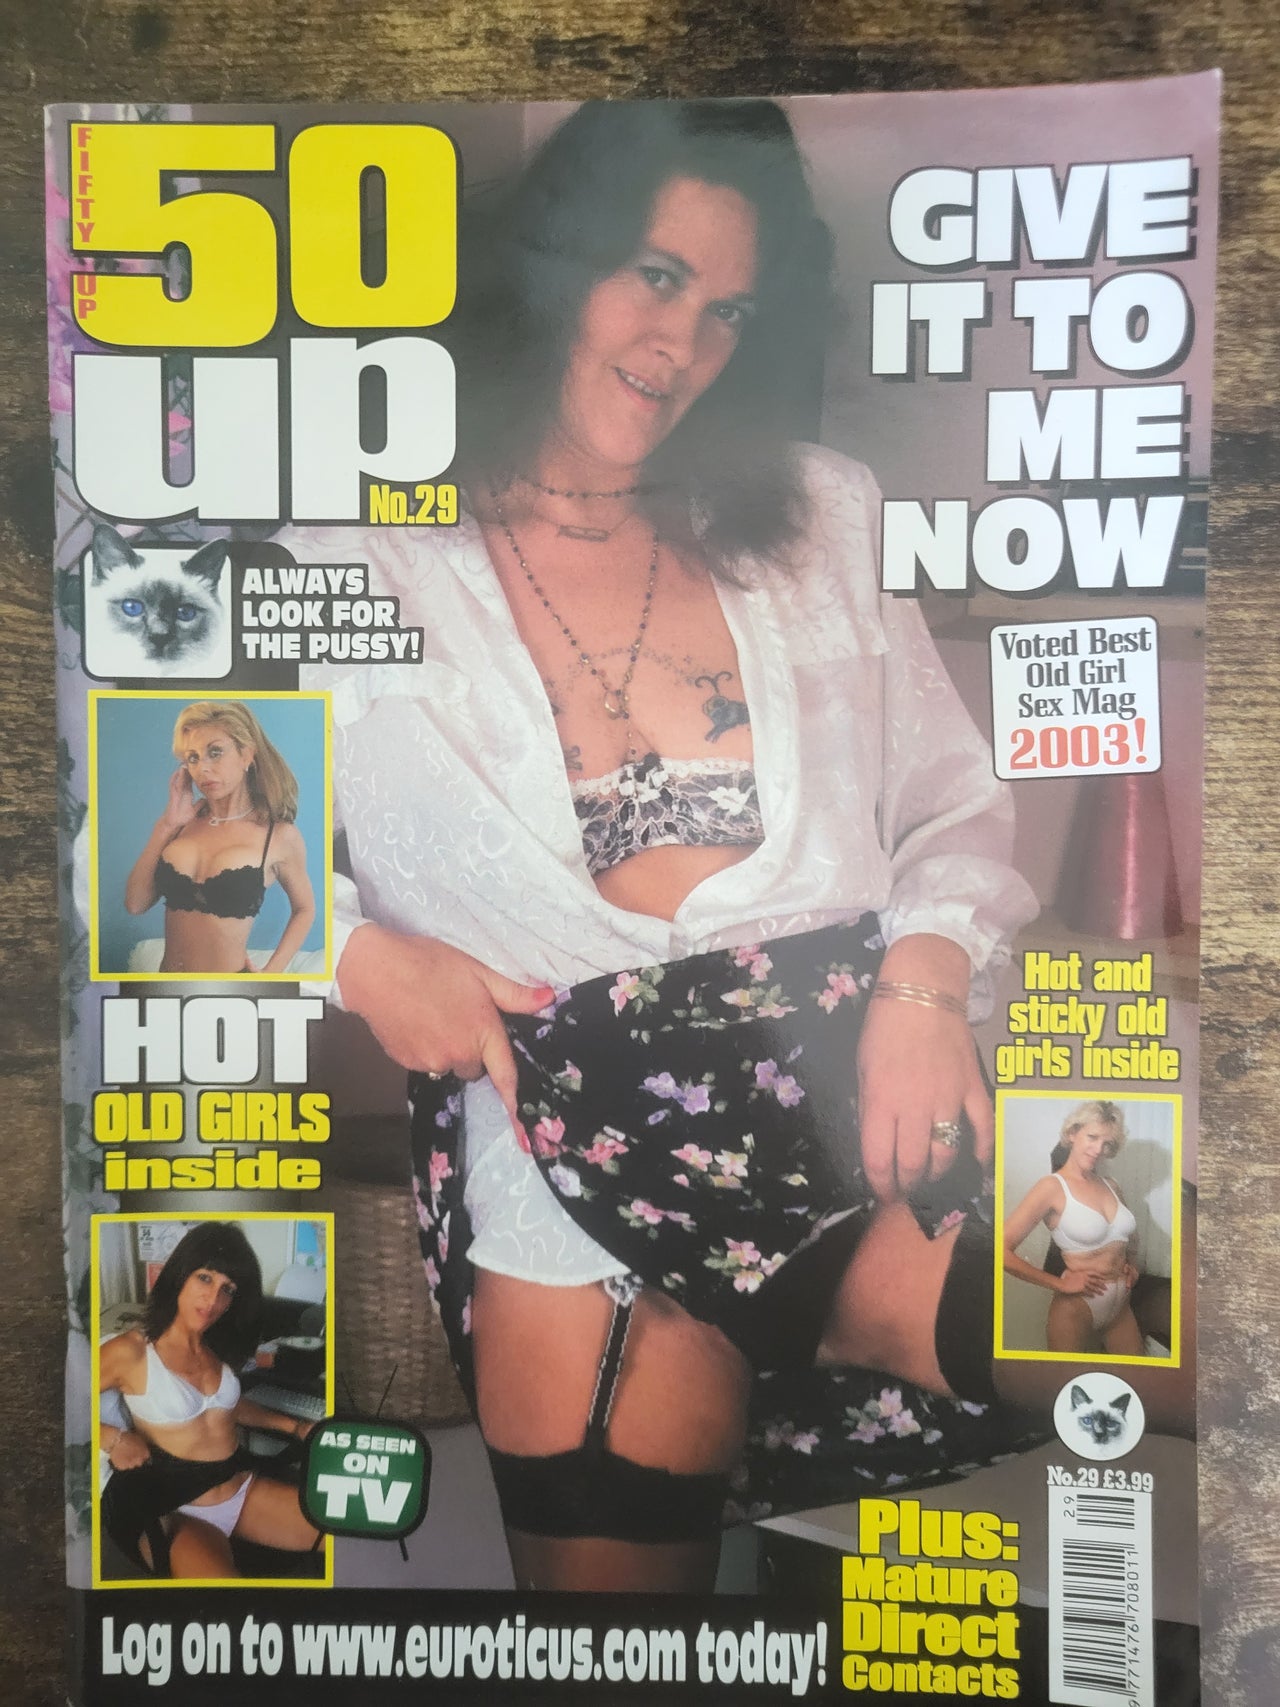 FIFTY UP
50
up
No.29
GIVE
IT TO
ME
NOW
ALWAYS
LOOK FOR
THE PUSSY!
Voted Best
Old Girl
Sex Mag
2003!
HOT
OLD GIRLS
inside
Hot and
sticky old
girls inside
AS SEEN
ON
TV
No.29 £3.99
29
Plus:
Mature
Direct
Contacts
Log on to www.euroticus.com today!
9771476708011